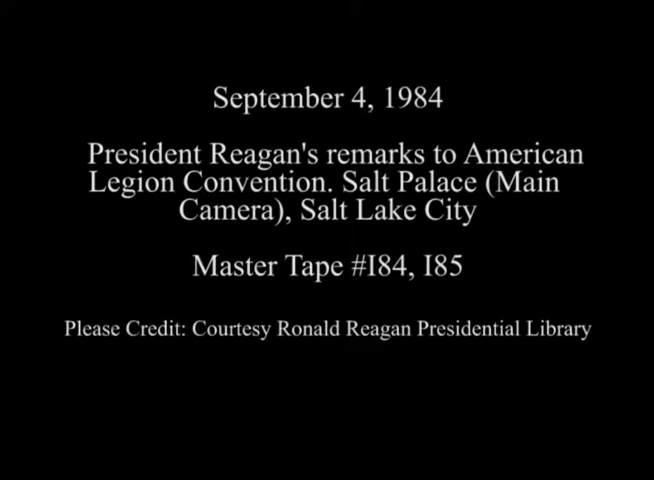 September 4, 1984
President Reagan's remarks to American
Legion Convention. Salt Palace (Main
Camera), Salt Lake City
Master Tape #I84, I85
Please Credit: Courtesy Ronald Reagan Presidential Library